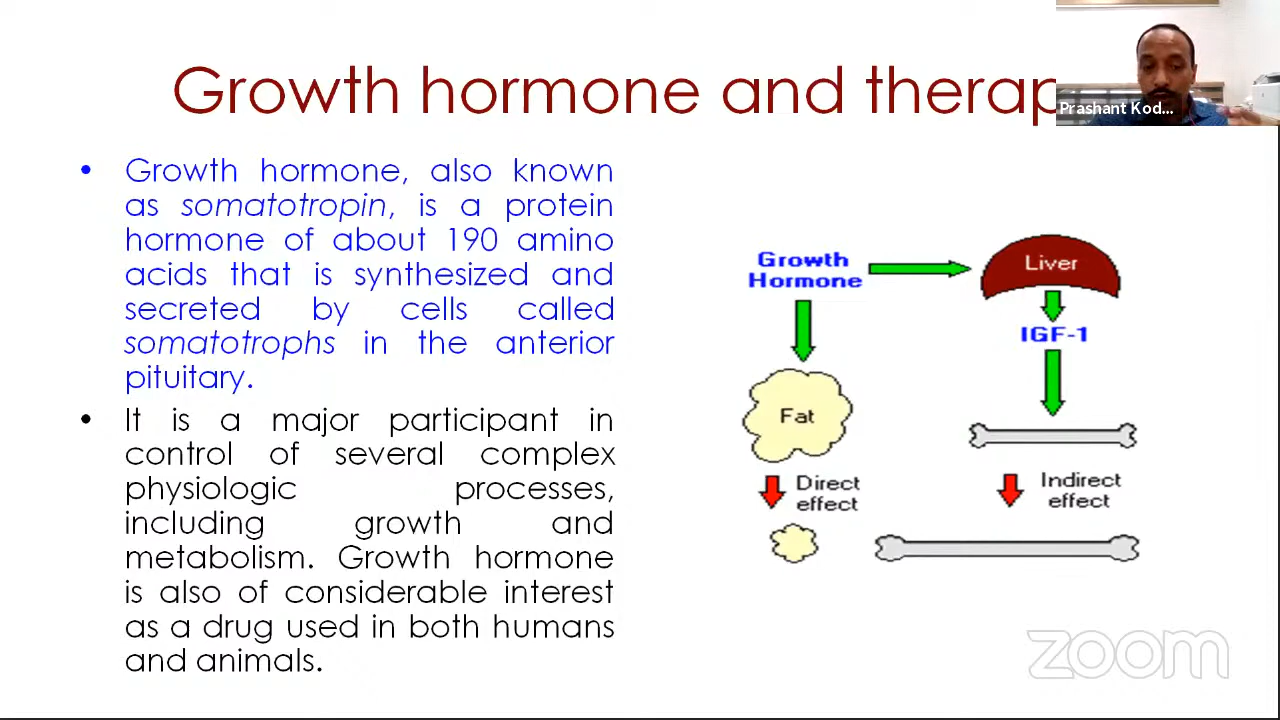 Growth hormone and therap
Prashant Kod...
• Growth hormone, also known
as somatotropin, is a protein
hormone of about 190 amino
acids that is synthesized and
secreted by cells called
somatotrophs in the anterior
pituitary.
• It is a major participant in
control of several complex
physiologic processes,
including growth and
metabolism. Growth hormone
is also of considerable interest
as a drug used in both humans
and animals.
Growth
Hormone
Liver
IGF-1
Fat
Direct
effect
Indirect
effect
zoom